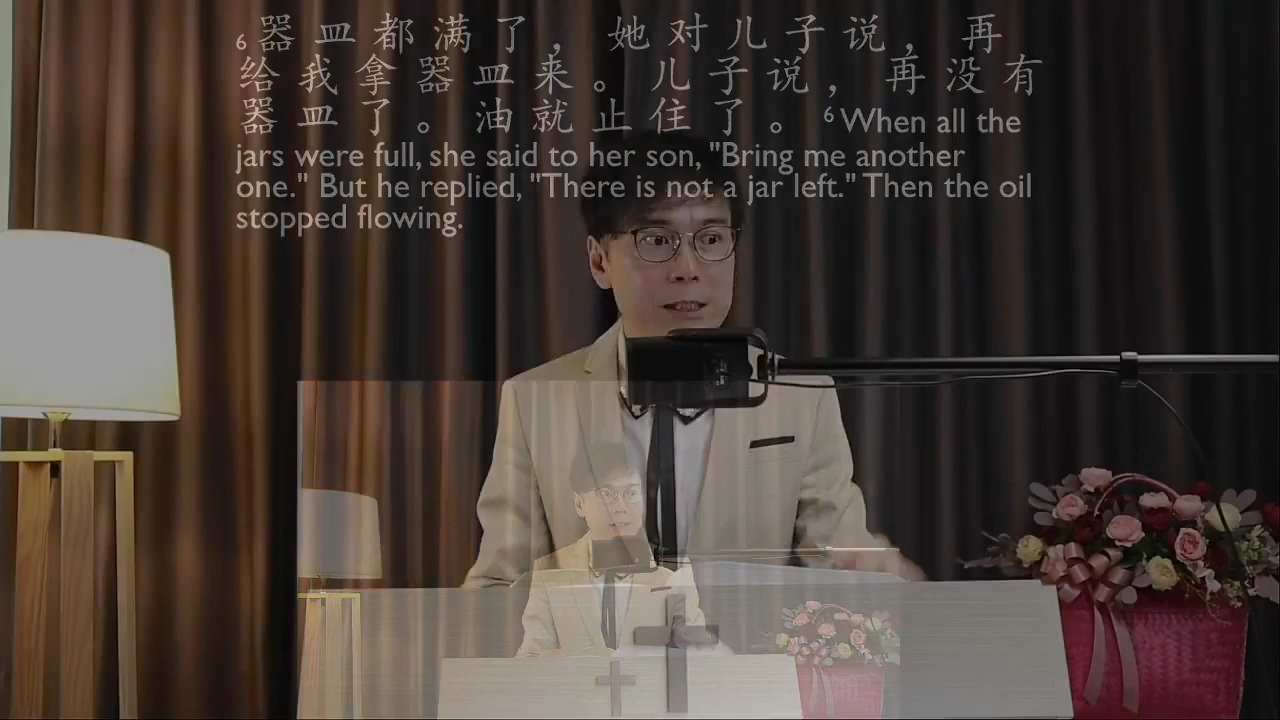 6 器皿都满了，她对儿子说，再
给我拿器皿来。儿子说，再没有
器皿了。油就止住了。 6 When all the
jars were full, she said to her son, "Bring me another
one." But he replied, "There is not a jar left." Then the oil
stopped flowing.